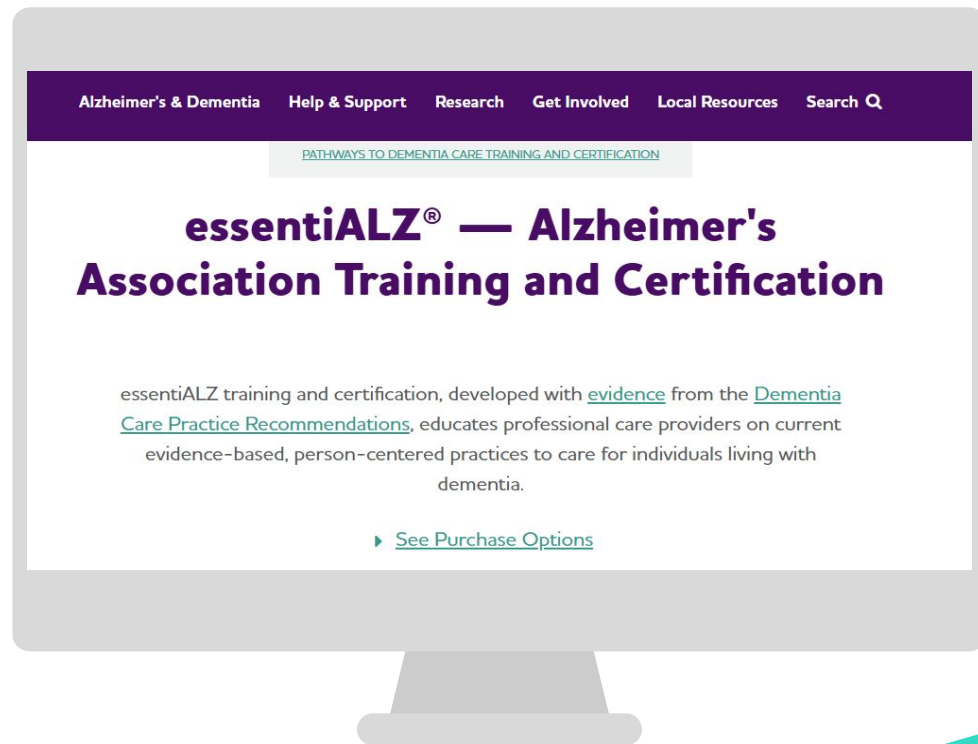 Alzheimer's & Dementia Help & Support Research Get Involved Local Resources Search
PATHWAYS TO DEMENTIA CARE TRAINING AND CERTIFICATION
essentiALZ® — Alzheimer's
Association Training and Certification
essentiALZ training and certification, developed with evidence from the Dementia
Care Practice Recommendations, educates professional care providers on current
evidence-based, person-centered practices to care for individuals living with
dementia.
See Purchase Options